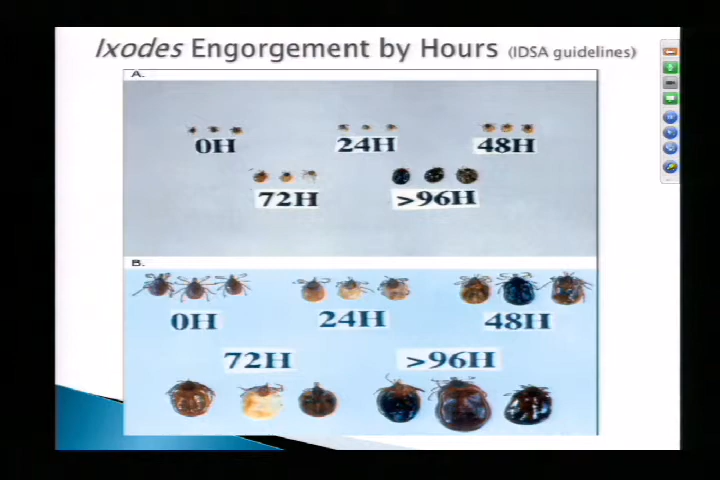 Ixodes Engorgement by Hours (IDSA guidelines)
A.
0H 24H 48H
72H >96H
B.
0H 24H 48H
72H >96H